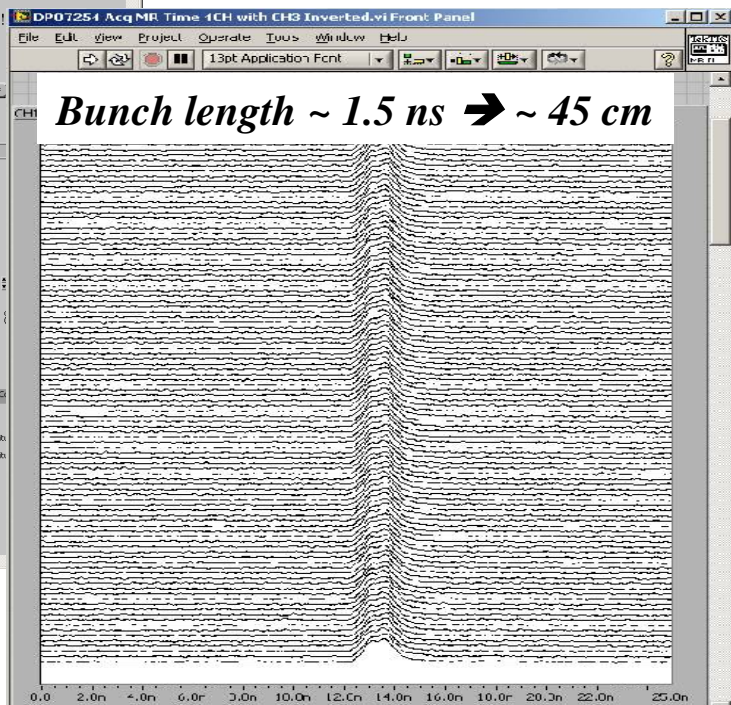 DPO7254 Acq MR Time 1CH with CH3 Inverted.vi Front Panel
File Edit View Project Operate Tools Window Help
13pt Application Font
CH1
Bunch length ~ 1.5 ns ➔ ~ 45 cm
0.0 2.0n 4.0n 6.0n 10.0n 12.0n 14.0n 16.0n 20.0n 22.0n 25.0n